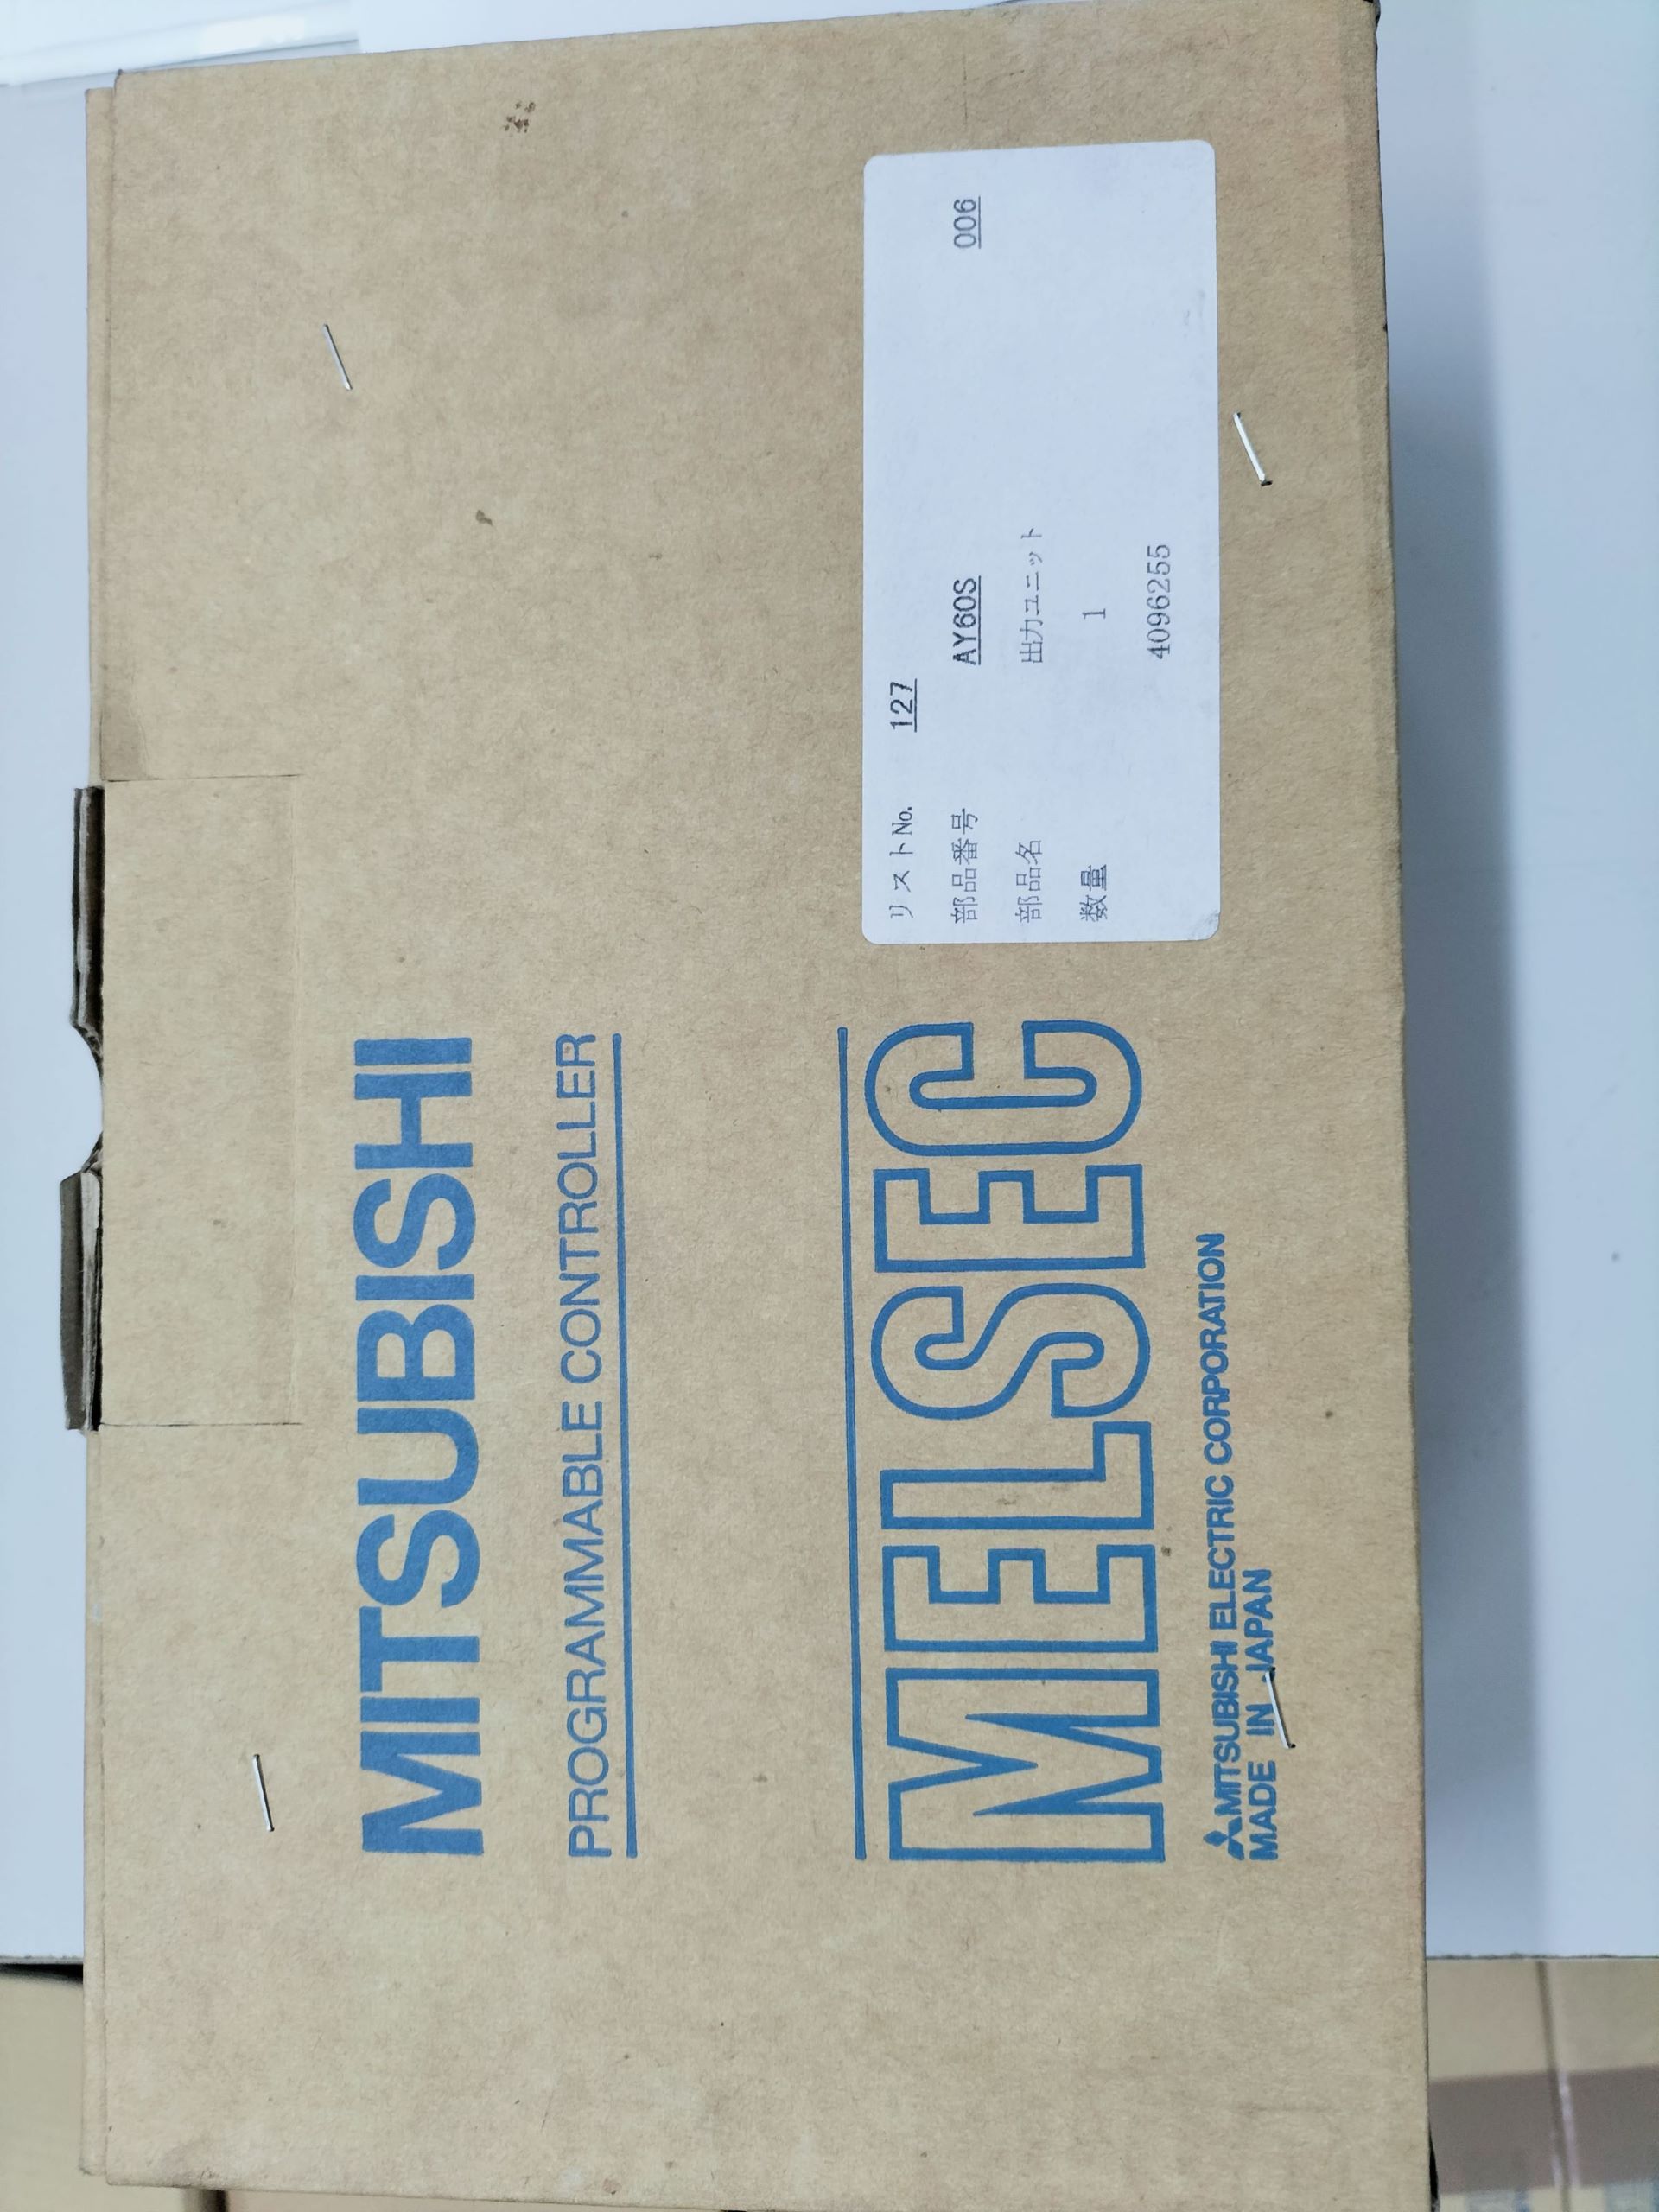 MITSUBISHI
PROGRAMMABLE CONTROLLER
MELSEC
MITSUBISHI ELECTRIC CORPORATION
MADE IN JAPAN
リストNo. 127
部品番号 AY60S 006
部品名 出力ユニット
数量 1
4096255